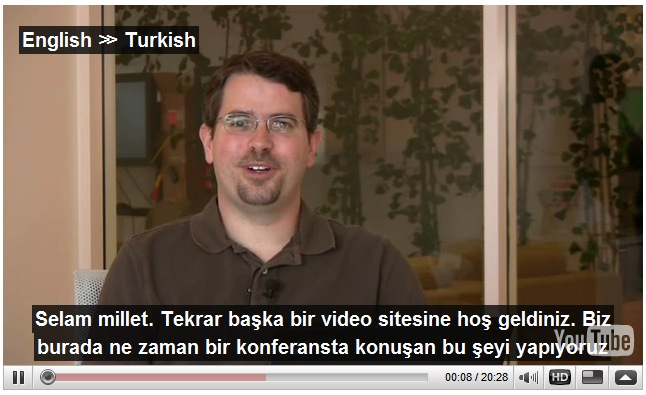 English >> Turkish
Selam millet. Tekrar başka bir video sitesine hoş geldiniz. Biz
burada ne zaman bir konferansta konuşan bu şeyi yapıyoruz
YouTube
00:08 / 20:28
HD